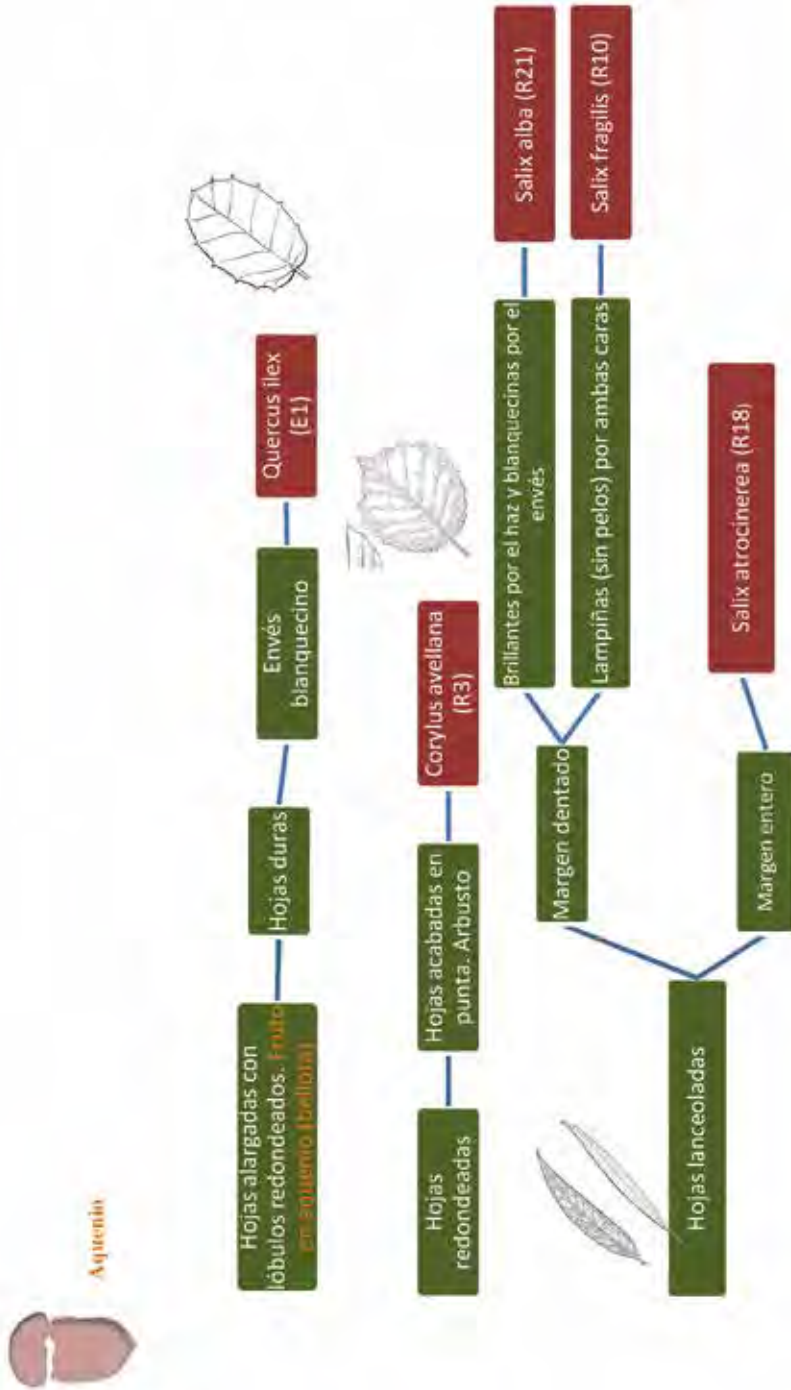 Aquenio
Hojas alargadas con
lóbulos redondeados. Fruto
en aquenio (bellota)
Hojas duras
Envés
blanquecino
Quercus ilex
(E1)
Hojas
redondeadas
Hojas acabadas en
punta. Arbusto
Corylus avellana
(R3)
Hojas lanceoladas
Margen dentado
Brillantes por el haz y blanquecinas por el
envés
Salix alba (R21)
Lampiñas (sin pelos) por ambas caras
Salix fragilis (R10)
Margen entero
Salix atrocinerea (R18)